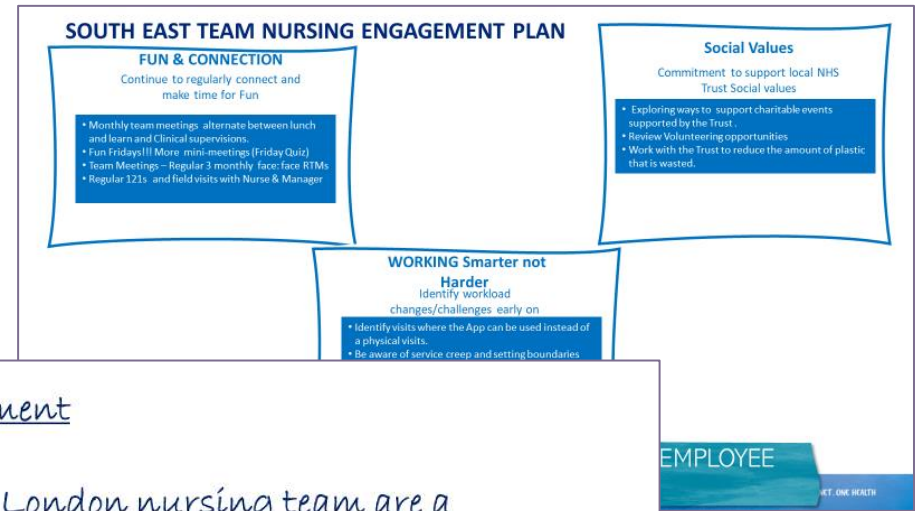 SOUTH EAST TEAM NURSING ENGAGEMENT PLAN
FUN & CONNECTION
Continue to regularly connect and
make time for Fun
• Monthly team meetings alternate between lunch
and learn and Clinical supervisions.
• Fun Fridays!!! More mini-meetings (Friday Quiz)
• Team Meetings – Regular 3 monthly face:face RTMs
• Regular 121s and field visits with Nurse & Manager
Social Values
Commitment to support local NHS
Trust Social values
• Exploring ways to support charitable events
supported by the Trust .
• Review Volunteering opportunities
• Work with the Trust to reduce the amount of plastic
that is wasted.
WORKING Smarter not
Harder
Identify workload
changes/challenges early on
• Identify visits where the App can be used instead of
a physical visits.
• Be aware of service creep and setting boundaries
EMPLOYEE
ONE HEALTH
London nursing team are a